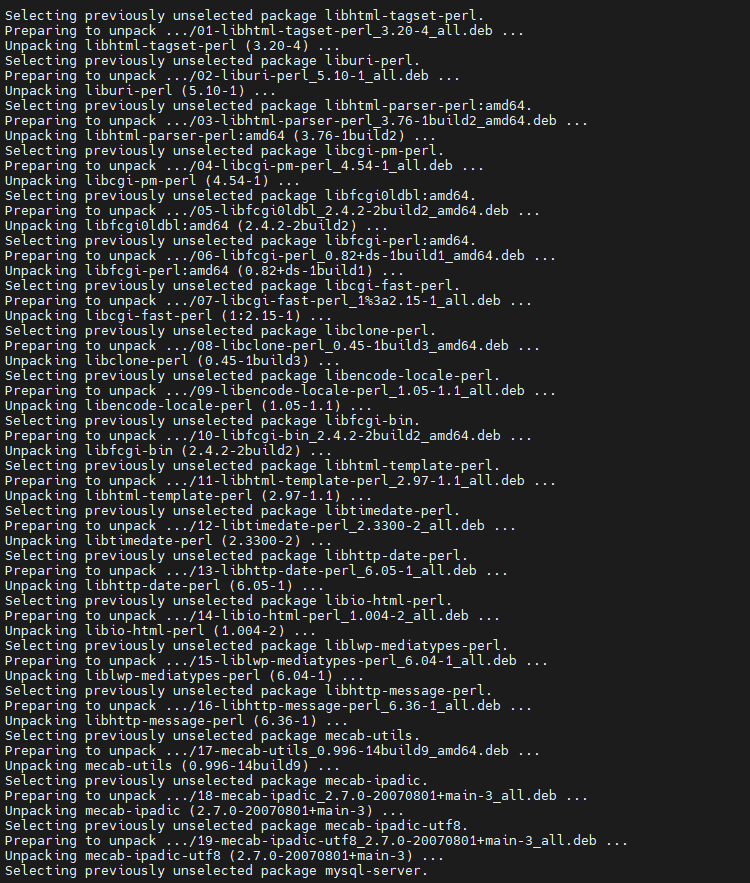 Selecting previously unselected package libhtml-tagset-perl.
Preparing to unpack .../01-libhtml-tagset-perl_3.20-4_all.deb ...
Unpacking libhtml-tagset-perl (3.20-4) ...
Selecting previously unselected package liburi-perl.
Preparing to unpack .../02-liburi-perl_5.10-1_all.deb ...
Unpacking liburi-perl (5.10-1) ...
Selecting previously unselected package libhtml-parser-perl:amd64.
Preparing to unpack .../03-libhtml-parser-perl_3.76-1build2_amd64.deb ...
Unpacking libhtml-parser-perl:amd64 (3.76-1build2) ...
Selecting previously unselected package libcgi-pm-perl.
Preparing to unpack .../04-libcgi-pm-perl_4.54-1_all.deb ...
Unpacking libcgi-pm-perl (4.54-1) ...
Selecting previously unselected package libfcgi0ldbl:amd64.
Preparing to unpack .../05-libfcgi0ldbl_2.4.2-2build2_amd64.deb ...
Unpacking libfcgi0ldbl:amd64 (2.4.2-2build2) ...
Selecting previously unselected package libfcgi-perl:amd64.
Preparing to unpack .../06-libfcgi-perl_0.82+ds-1build1_amd64.deb ...
Unpacking libfcgi-perl:amd64 (0.82+ds-1build1) ...
Selecting previously unselected package libcgi-fast-perl.
Preparing to unpack .../07-libcgi-fast-perl_1%3a2.15-1_all.deb ...
Unpacking libcgi-fast-perl (1:2.15-1) ...
Selecting previously unselected package libclone-perl.
Preparing to unpack .../08-libclone-perl_0.45-1build3_amd64.deb ...
Unpacking libclone-perl (0.45-1build3) ...
Selecting previously unselected package libencode-locale-perl.
Preparing to unpack .../09-libencode-locale-perl_1.05-1.1_all.deb ...
Unpacking libencode-locale-perl (1.05-1.1) ...
Selecting previously unselected package libfcgi-bin.
Preparing to unpack .../10-libfcgi-bin_2.4.2-2build2_amd64.deb ...
Unpacking libfcgi-bin (2.4.2-2build2) ...
Selecting previously unselected package libhtml-template-perl.
Preparing to unpack .../11-libhtml-template-perl_2.97-1.1_all.deb ...
Unpacking libhtml-template-perl (2.97-1.1) ...
Selecting previously unselected package libtimedate-perl.
Preparing to unpack .../12-libtimedate-perl_2.3300-2_all.deb ...
Unpacking libtimedate-perl (2.3300-2) ...
Selecting previously unselected package libhttp-date-perl.
Preparing to unpack .../13-libhttp-date-perl_6.05-1_all.deb ...
Unpacking libhttp-date-perl (6.05-1) ...
Selecting previously unselected package libio-html-perl.
Preparing to unpack .../14-libio-html-perl_1.004-2_all.deb ...
Unpacking libio-html-perl (1.004-2) ...
Selecting previously unselected package liblwp-mediatypes-perl.
Preparing to unpack .../15-liblwp-mediatypes-perl_6.04-1_all.deb ...
Unpacking liblwp-mediatypes-perl (6.04-1) ...
Selecting previously unselected package libhttp-message-perl.
Preparing to unpack .../16-libhttp-message-perl_6.36-1_all.deb ...
Unpacking libhttp-message-perl (6.36-1) ...
Selecting previously unselected package mecab-utils.
Preparing to unpack .../17-mecab-utils_0.996-14build9_amd64.deb ...
Unpacking mecab-utils (0.996-14build9) ...
Selecting previously unselected package mecab-ipadic.
Preparing to unpack .../18-mecab-ipadic_2.7.0-20070801+main-3_all.deb ...
Unpacking mecab-ipadic (2.7.0-20070801+main-3) ...
Selecting previously unselected package mecab-ipadic-utf8.
Preparing to unpack .../19-mecab-ipadic-utf8_2.7.0-20070801+main-3_all.deb ...
Unpacking mecab-ipadic-utf8 (2.7.0-20070801+main-3) ...
Selecting previously unselected package mysql-server.